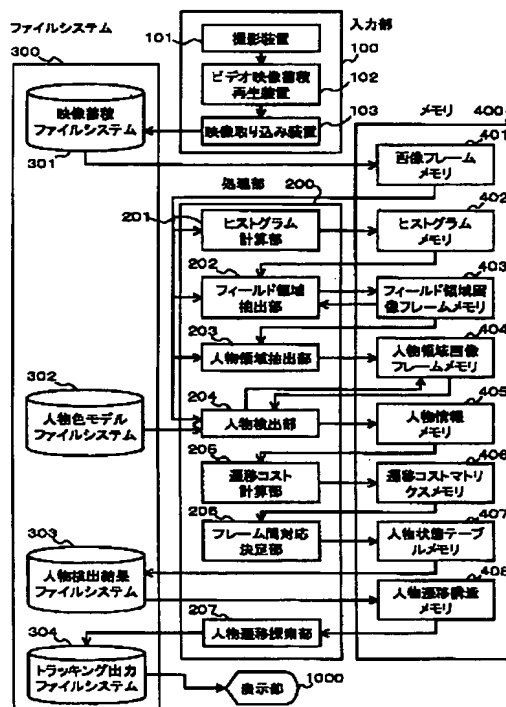 ファイルシステム
300
101
撮影装置
入力部
100
ビデオ映像蓄積
再生装置
102
映像蓄積
ファイルシステム
301
映像取り込み装置
103
メモリ
400
401
画像フレーム
メモリ
処理部
200
201
ヒストグラム
計算部
402
ヒストグラム
メモリ
202
フィールド領域
抽出部
403
フィールド領域画
像フレームメモリ
203
人物領域抽出部
404
人物領域画像
フレームメモリ
302
人物色モデル
ファイルシステム
204
人物検出部
405
人物情報
メモリ
205
遷移コスト
計算部
406
遷移コストマトリ
クスメモリ
206
フレーム間対応
決定部
407
人物状態テーブ
ルメモリ
303
人物検出結果
ファイルシステム
408
人物遷移構造
メモリ
207
人物遷移探索部
304
トラッキング出力
ファイルシステム
表示部
1000